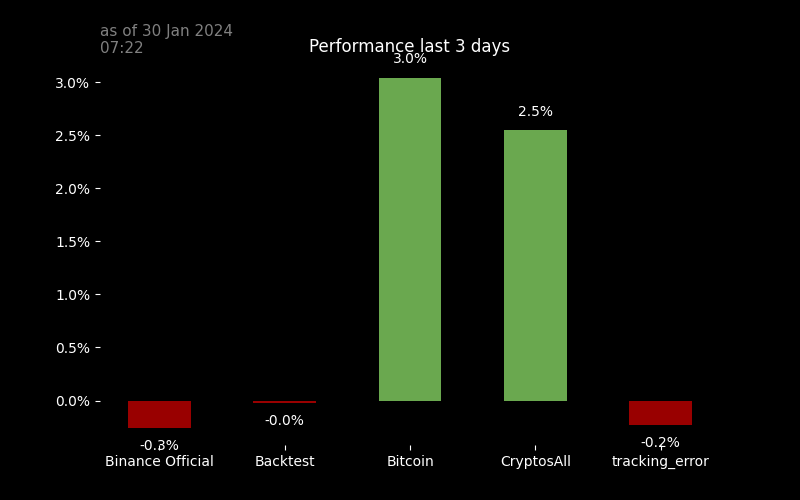 as of 30 Jan 2024
07:22
Performance last 3 days
3.0%
3.0%
2.5%
2.5%
2.0%
1.5%
1.0%
0.5%
0.0%
-0.3%
-0.0%
-0.2%
Binance Official
Backtest
Bitcoin
CryptosAll
tracking_error